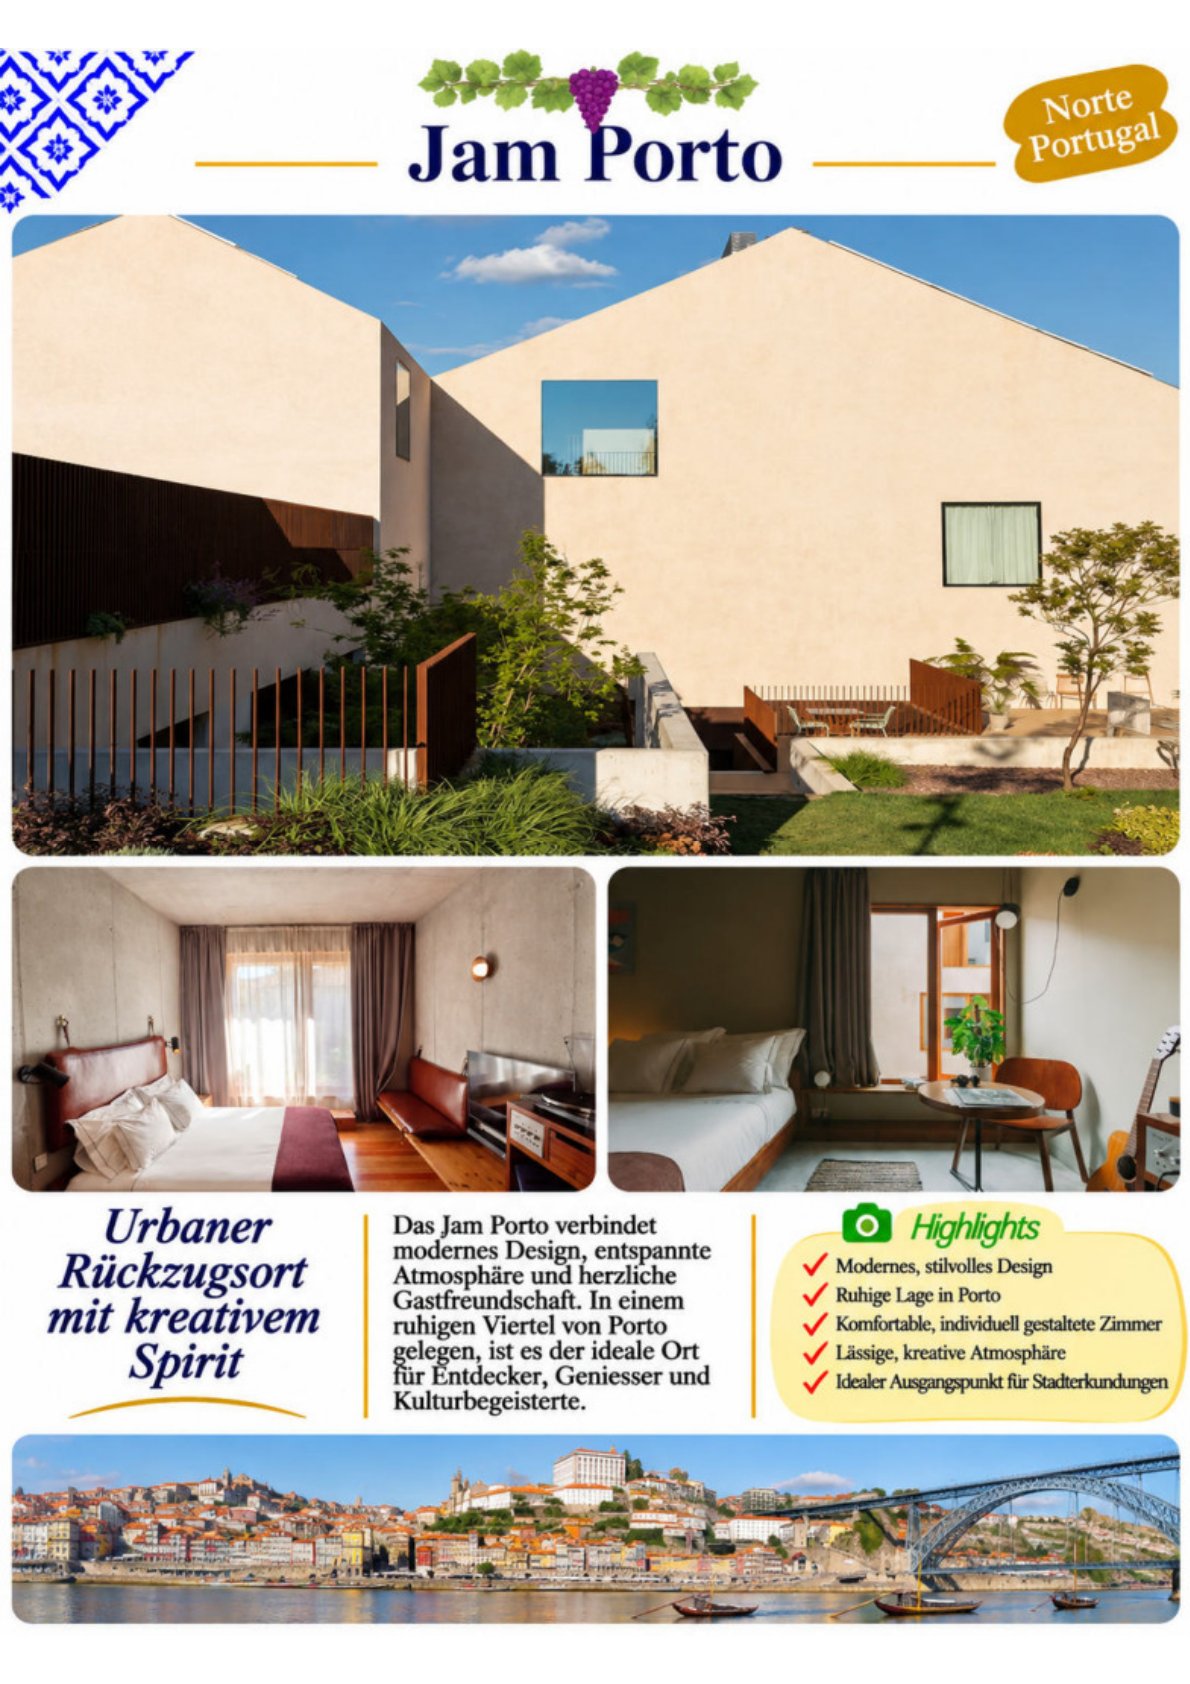 Jam Porto
Norte
Portugal
Urbaner
Rückzugsort
mit kreativem
Spirit
Das Jam Porto verbindet
modernes Design, entspannte
Atmosphäre und herzliche
Gastfreundschaft. In einem
ruhigen Viertel von Porto
gelegen, ist es der ideale Ort
für Entdecker, Geniesser und
Kulturbegeisterte.
Highlights
Modernes, stilvolles Design
Ruhige Lage in Porto
Komfortable, individuell gestaltete Zimmer
Lässige, kreative Atmosphäre
Idealer Ausgangspunkt für Stadterkundungen